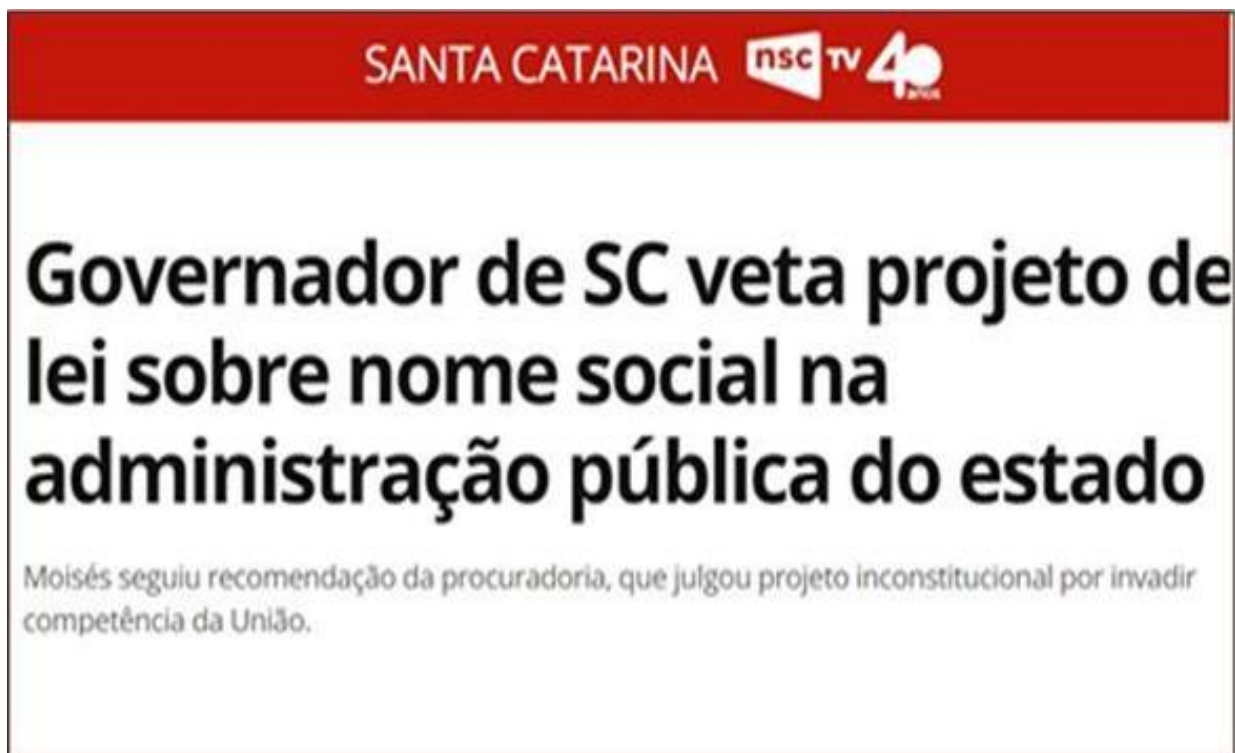 SANTA CATARINA nsc TV 40 anos
Governador de SC veta projeto de
lei sobre nome social na
administração pública do estado
Moisés seguiu recomendação da procuradoria, que julgou projeto inconstitucional por invadir
competência da União.